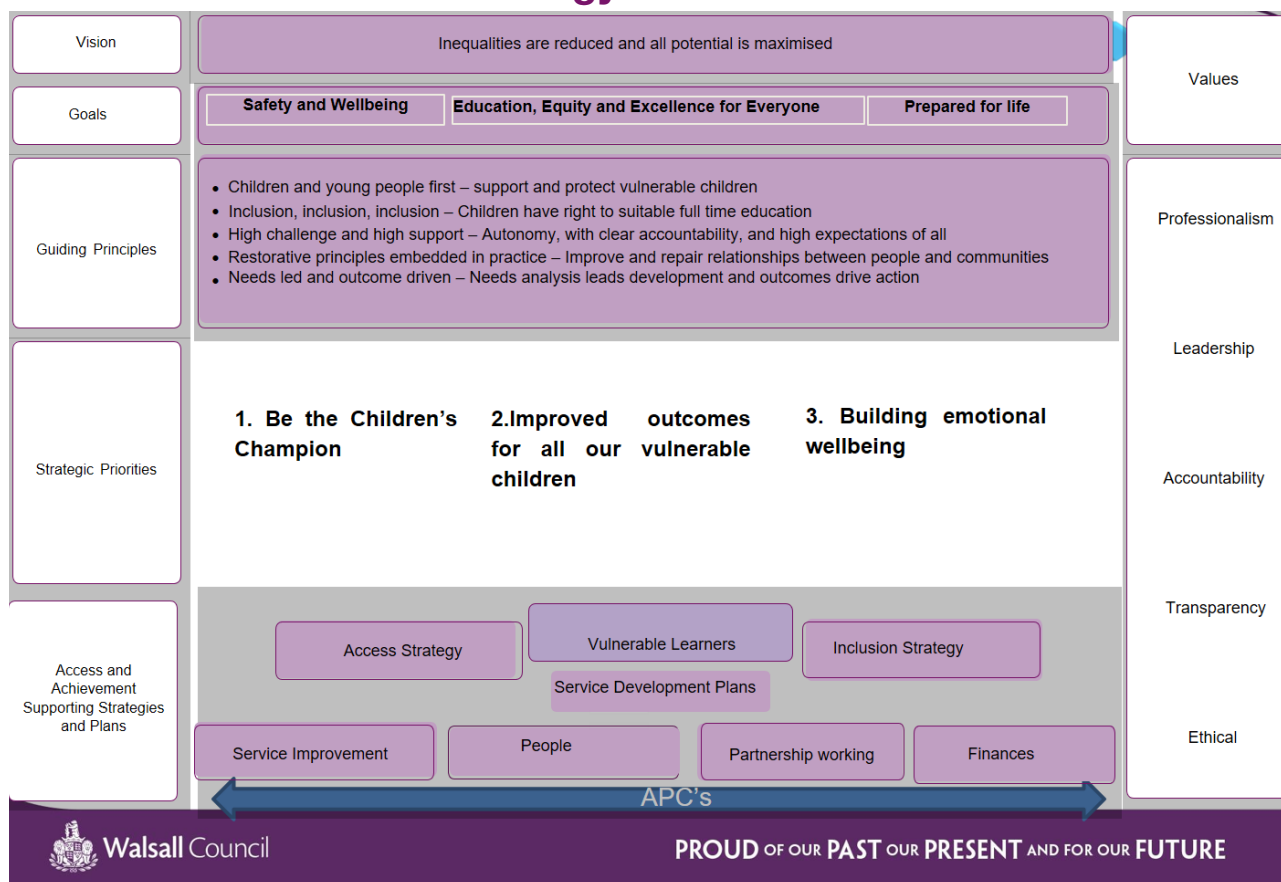 Vision
Inequalities are reduced and all potential is maximised
Values
Goals
Safety and Wellbeing
Education, Equity and Excellence for Everyone
Prepared for life
Guiding Principles
• Children and young people first – support and protect vulnerable children
• Inclusion, inclusion, inclusion – Children have right to suitable full time education
• High challenge and high support – Autonomy, with clear accountability, and high expectations of all
• Restorative principles embedded in practice – Improve and repair relationships between people and communities
• Needs led and outcome driven – Needs analysis leads development and outcomes drive action
Professionalism
Leadership
Accountability
Transparency
Ethical
Strategic Priorities
1. Be the Children's
Champion
2.Improved outcomes
for all our vulnerable
children
3. Building emotional
wellbeing
Access and
Achievement
Supporting Strategies
and Plans
Access Strategy
Vulnerable Learners
Inclusion Strategy
Service Development Plans
Service Improvement
People
Partnership working
Finances
APC's
Walsall Council
PROUD OF OUR PAST OUR PRESENT AND FOR OUR FUTURE